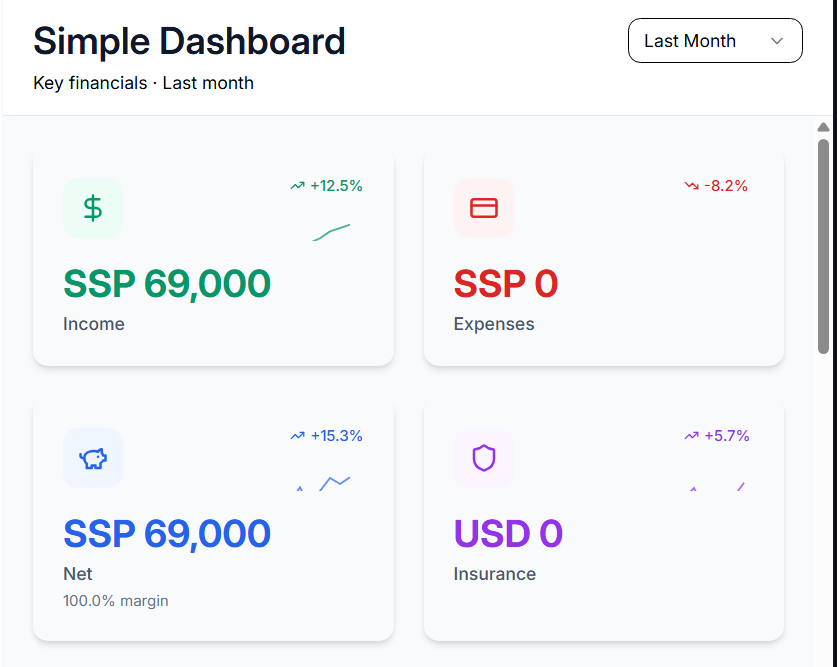 Simple Dashboard
Last Month
Key financials · Last month
+12.5%
SSP 69,000
Income
-8.2%
SSP 0
Expenses
+15.3%
SSP 69,000
Net
100.0% margin
+5.7%
USD 0
Insurance